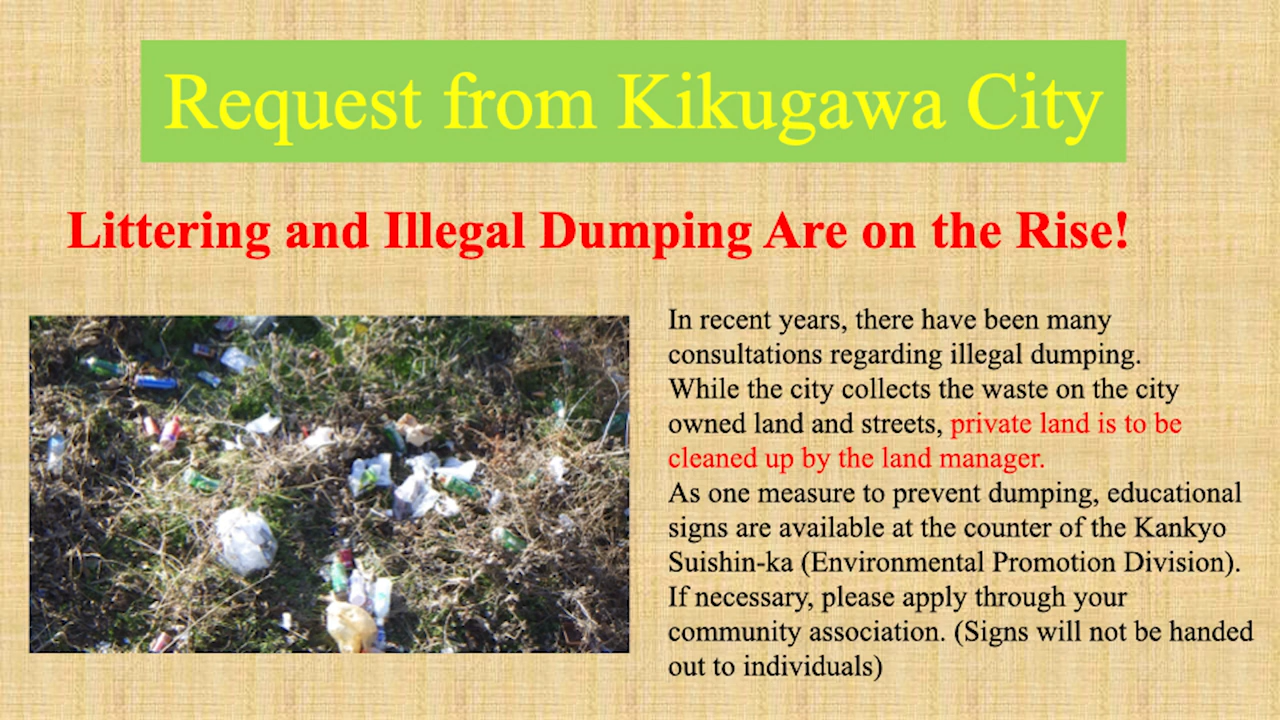 Request from Kikugawa City
Littering and Illegal Dumping Are on the Rise!
In recent years, there have been many
consultations regarding illegal dumping.
While the city collects the waste on the city
owned land and streets, private land is to be
cleaned up by the land manager.
As one measure to prevent dumping, educational
signs are available at the counter of the Kankyo
Suishin-ka (Environmental Promotion Division).
If necessary, please apply through your
community association. (Signs will not be handed
out to individuals)